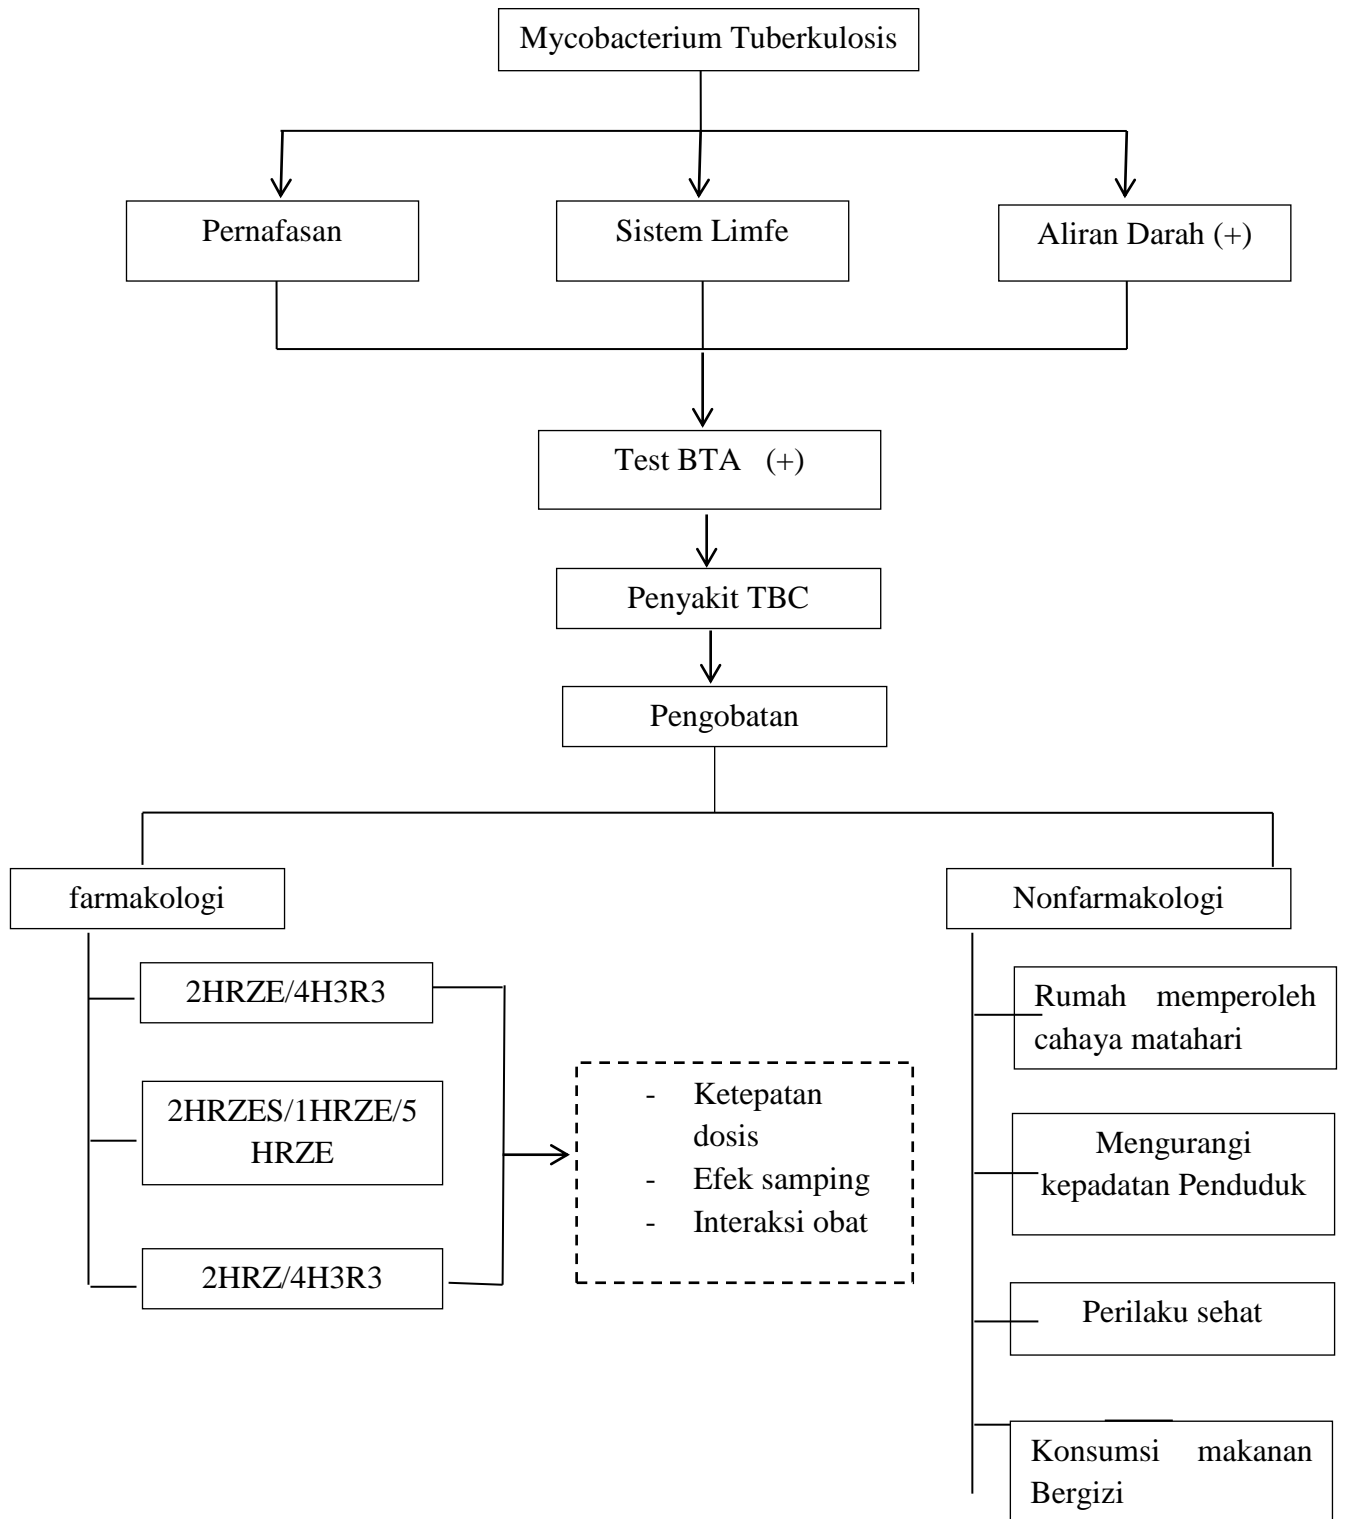 Mycobacterium Tuberkulosis
Pernafasan
Sistem Limfe
Aliran Darah (+)
Test BTA (+)
Penyakit TBC
Pengobatan
farmakologi
2HRZE/4H3R3
2HRZES/1HRZE/5
HRZE
2HRZ/4H3R3
- Ketepatan
dosis
- Efek samping
- Interaksi obat
Nonfarmakologi
Rumah memperoleh
cahaya matahari
Mengurangi
kepadatan Penduduk
Perilaku sehat
Konsumsi makanan
Bergizi